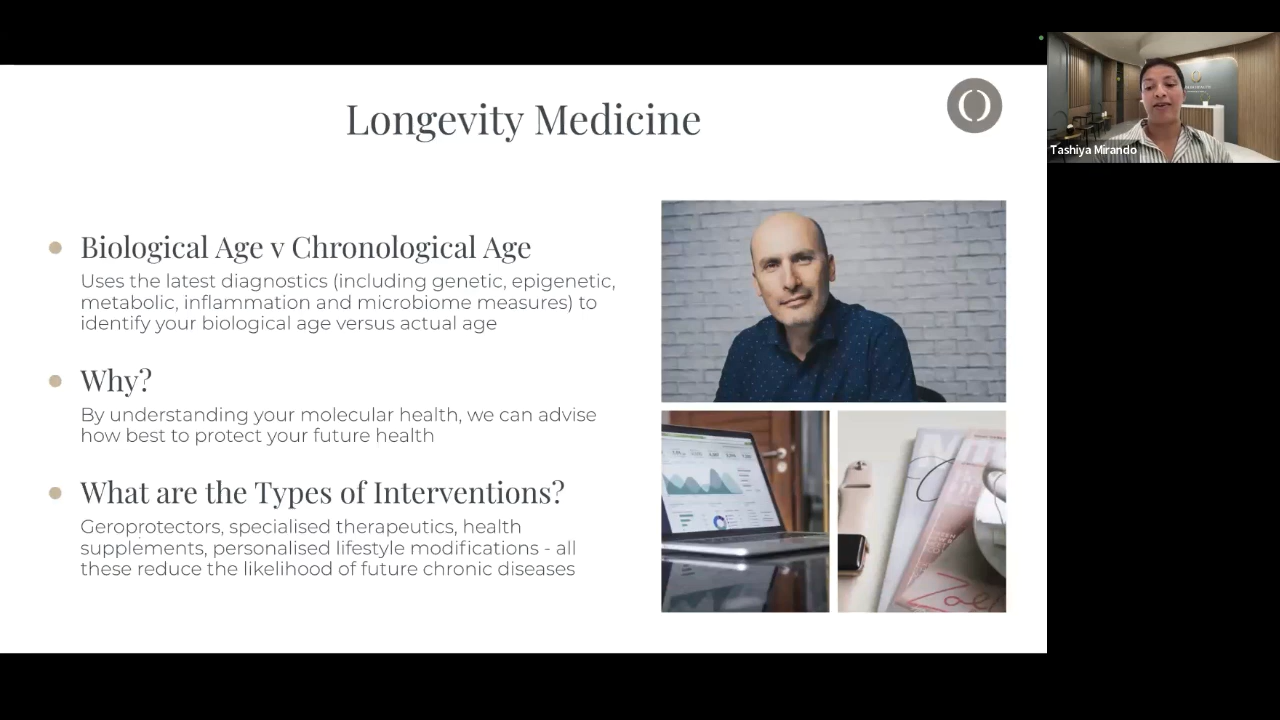 Longevity Medicine
Biological Age v Chronological Age
Uses the latest diagnostics (including genetic, epigenetic,
metabolic, inflammation and microbiome measures) to
identify your biological age versus actual age
Why?
By understanding your molecular health, we can advise
how best to protect your future health
What are the Types of Interventions?
Geroprotectors, specialised therapeutics, health
supplements, personalised lifestyle modifications - all
these reduce the likelihood of future chronic diseases
Tashiya Mirando